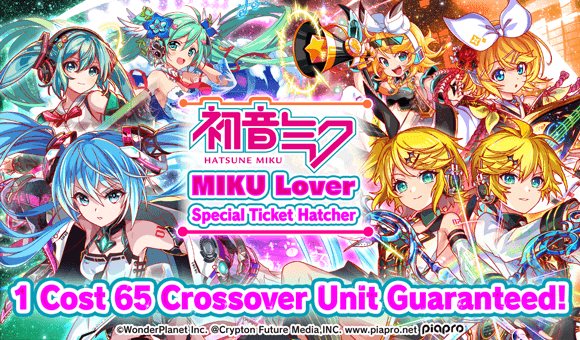 初音ミク
HATSUNE MIKU
MIKU Lover
Special Ticket Hatcher
1 Cost 65 Crossover Unit Guaranteed!
©WonderPlanet Inc. @Crypton Future Media,INC. www.piapro.net piapro